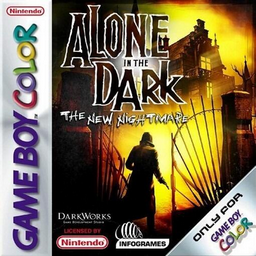 Nintendo
GAME BOY COLOR
ALONE
IN THE
DARK
THE NEW NIGHTMARE
DARKWORKS
LICENSED BY
Nintendo
INFOGRAMES
ONLY FOR
GAME BOY
COLOR